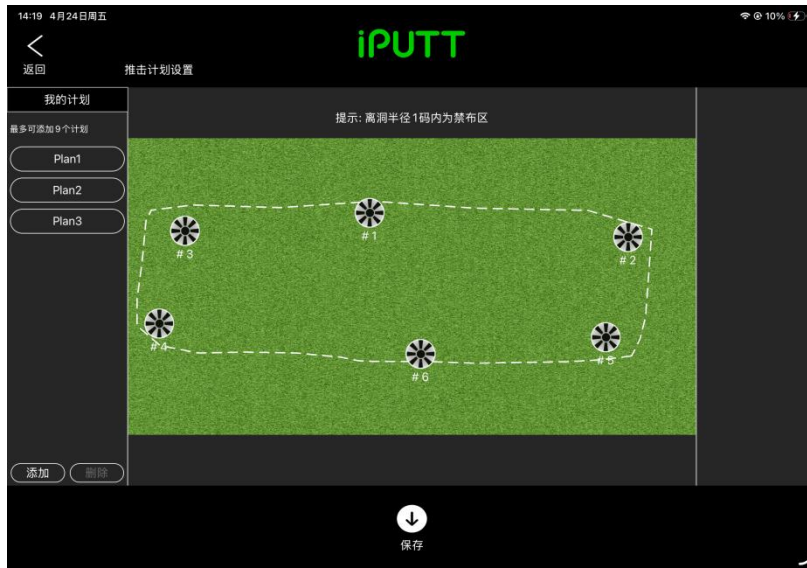 14:19 4月24日周五
10%
iPUTT
返回
推击计划设置
我的计划
最多可添加9个计划
Plan1
Plan2
Plan3
添加
删除
提示: 离洞半径1码内为禁布区
#1
#2
#3
#4
#5
#6
保存